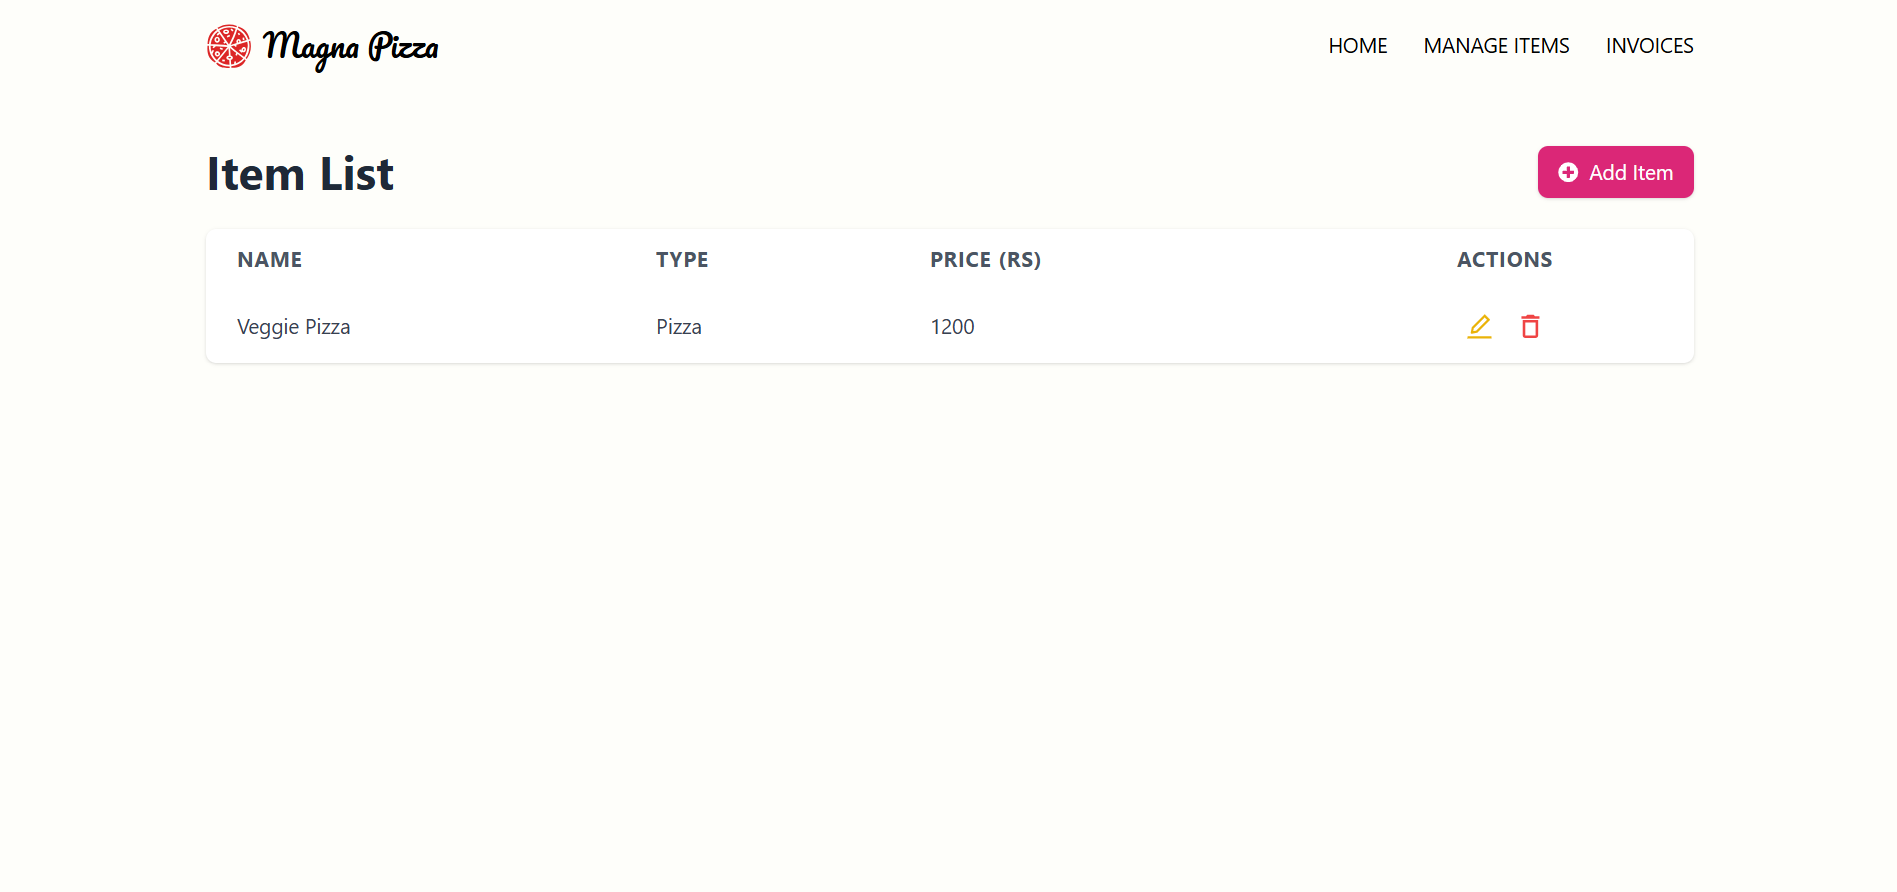 Magna Pizza
HOME MANAGE ITEMS INVOICES
Item List
Add Item
NAME TYPE PRICE (RS) ACTIONS
Veggie Pizza Pizza 1200